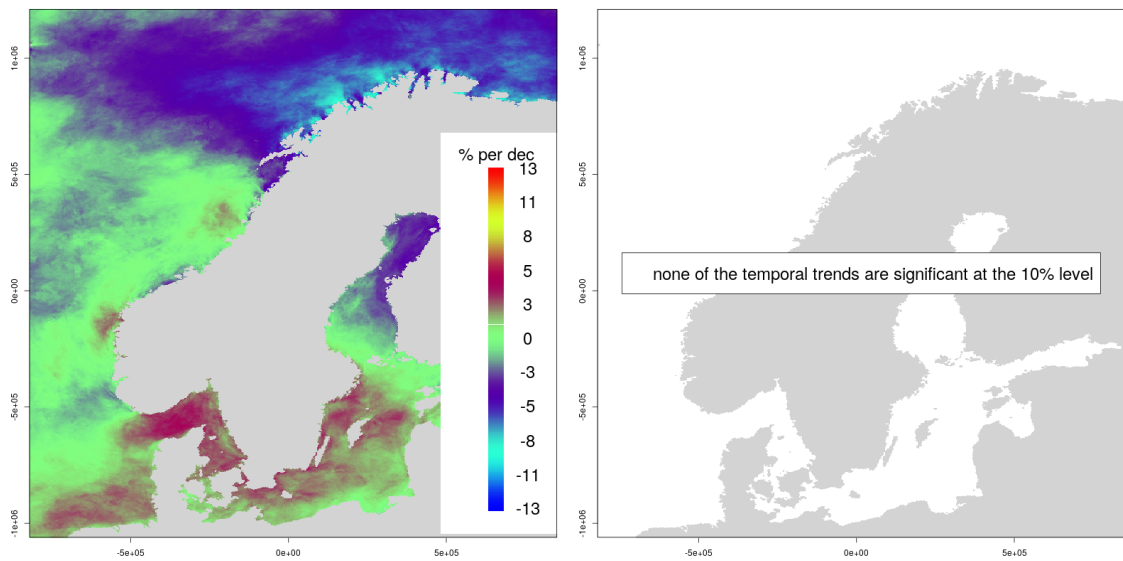 1e+06
5e+05
0e+00
-5e+05
-1e+06
-5e+05 0e+00 5e+05
% per dec
13
11
8
5
3
0
-3
-5
-8
-11
-13
1e+06
5e+05
0e+00
-5e+05
-1e+06
-5e+05 0e+00 5e+05
none of the temporal trends are significant at the 10% level